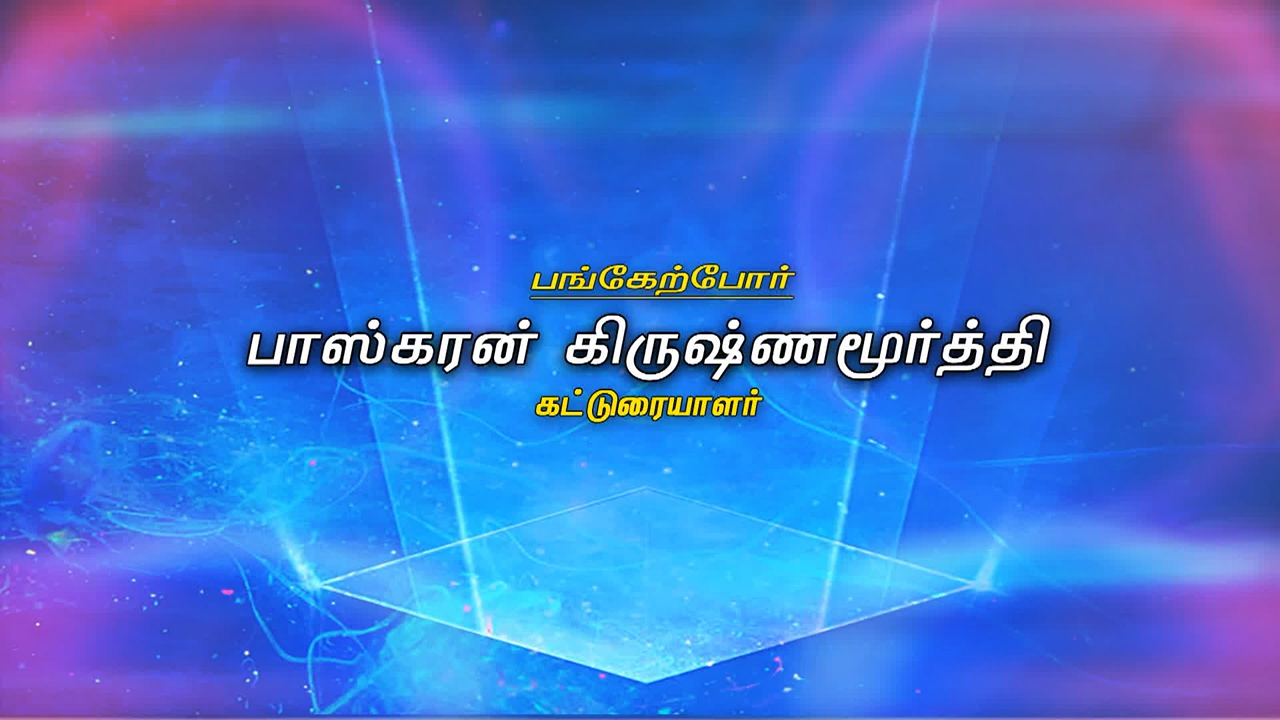 பங்கேற்போர்
பாஸ்கரன் கிருஷ்ணமூர்த்தி
கட்டுரையாளர்